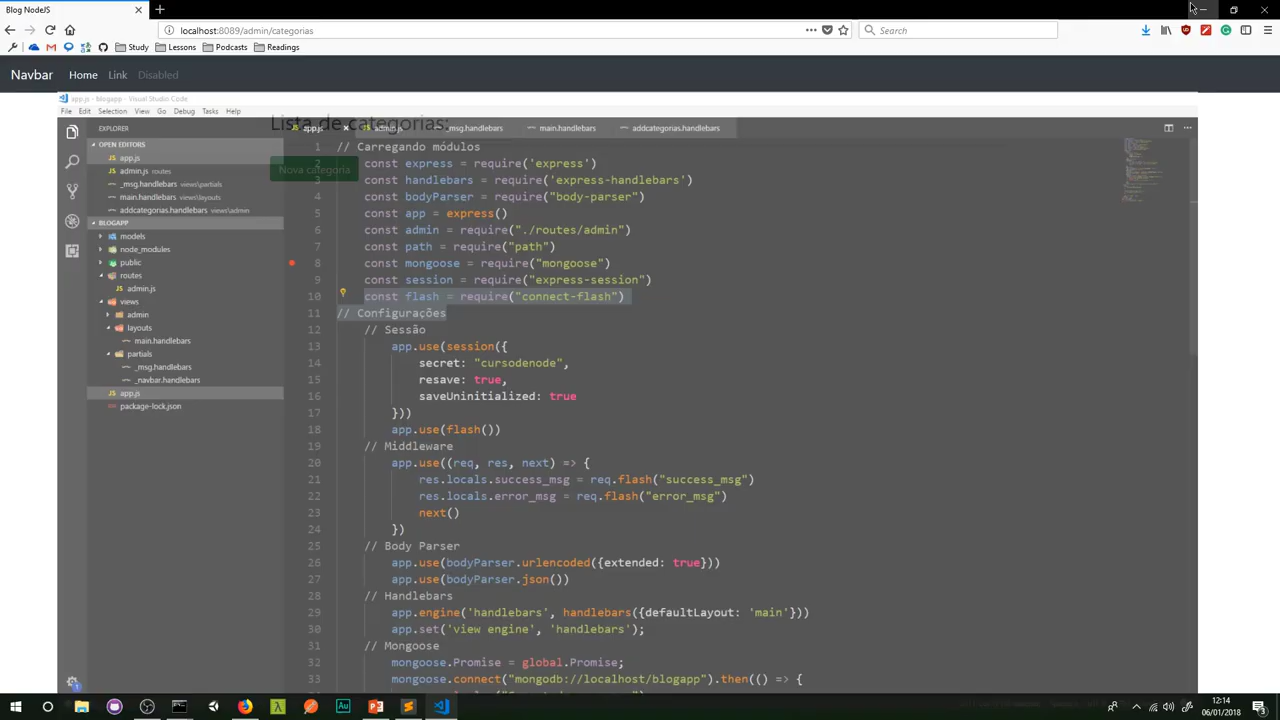 Blog NodeJS
localhost:8089/admin/categorias
Search
Study Lessons Podcasts Readings
Navbar Home Link Disabled
app.js - blogapp - Visual Studio Code
File Edit Selection View Go Debug Tasks Help
Lista de categorias:
Nova categoria
EXPLORER
OPEN EDITORS
app.js
admin.js routes
_msg.handlebars views\partials
main.handlebars views\layouts
addcategorias.handlebars views\admin
BLOGAPP
models
node_modules
public
routes
admin.js
views
admin
layouts
main.handlebars
partials
_msg.handlebars
_navbar.handlebars
app.js
package-lock.json
app.js admin.js _msg.handlebars main.handlebars addcategorias.handlebars
1 // Carregando módulos
2 const express = require('express')
3 const handlebars = require('express-handlebars')
4 const bodyParser = require("body-parser")
5 const app = express()
6 const admin = require("./routes/admin")
7 const path = require("path")
8 const mongoose = require("mongoose")
9 const session = require("express-session")
10 const flash = require("connect-flash")
11 // Configurações
12 // Sessão
13 app.use(session({
14 secret: "cursodenode",
15 resave: true,
16 saveUninitialized: true
17 }))
18 app.use(flash())
19 // Middleware
20 app.use((req, res, next) => {
21 res.locals.success_msg = req.flash("success_msg")
22 res.locals.error_msg = req.flash("error_msg")
23 next()
24 })
25 // Body Parser
26 app.use(bodyParser.urlencoded({extended: true}))
27 app.use(bodyParser.json())
28 // Handlebars
29 app.engine('handlebars', handlebars({defaultLayout: 'main'}))
30 app.set('view engine', 'handlebars');
31 // Mongoose
32 mongoose.Promise = global.Promise;
33 mongoose.connect("mongodb://localhost/blogapp").then(() => {
12:14
06/01/2018